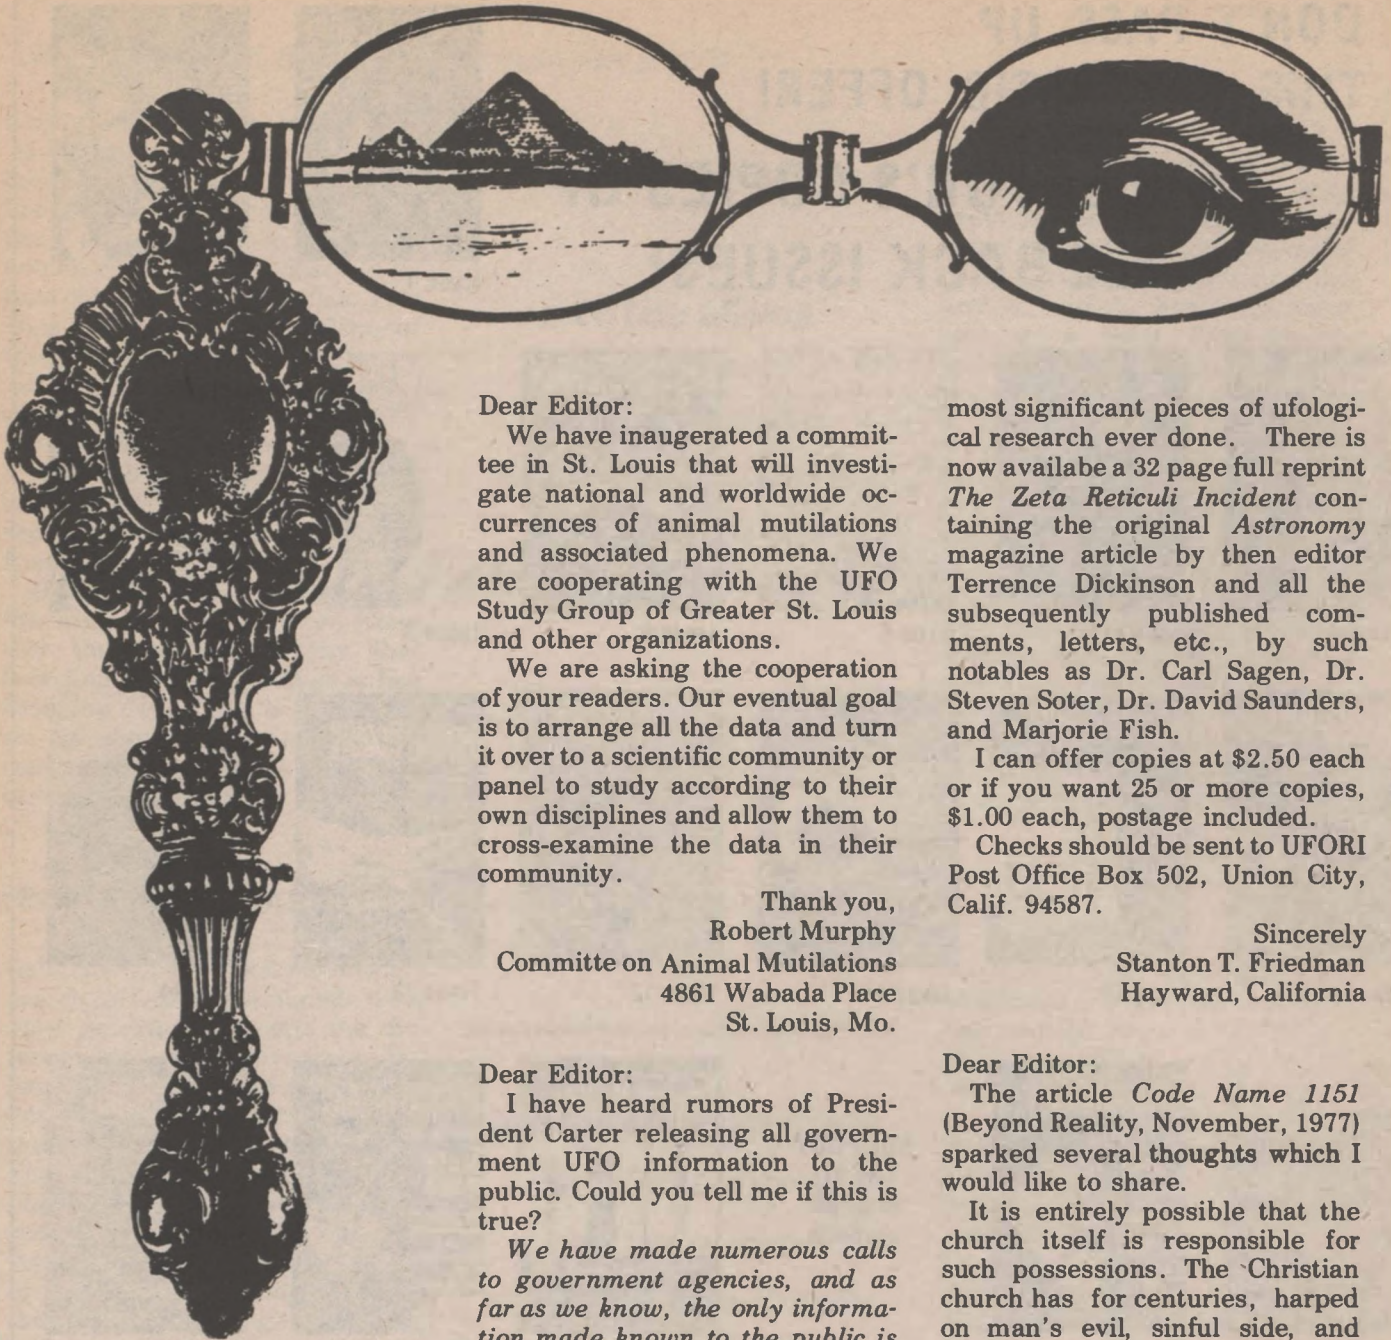 Dear Editor:
We have inaugerated a commit-
tee in St. Louis that will investi-
gate national and worldwide oc-
currences of animal mutilations
and associated phenomena. We
are cooperating with the UFO
Study Group of Greater St. Louis
and other organizations.
We are asking the cooperation
of your readers. Our eventual goal
is to arrange all the data and turn
it over to a scientific community or
panel to study according to their
own disciplines and allow them to
cross-examine the data in their
community.
Thank you,
Robert Murphy
Committe on Animal Mutilations
4861 Wabada Place
St. Louis, Mo.
Dear Editor:
I have heard rumors of Presi-
dent Carter releasing all govern-
ment UFO information to the
public. Could you tell me if this is
true?
We have made numerous calls
to government agencies, and as
far as we know, the only informa-
tion made known to the public is
most significant pieces of ufologi-
cal research ever done. There is
now availabe a 32 page full reprint
The Zeta Reticuli Incident con-
taining the original Astronomy
magazine article by then editor
Terrence Dickinson and all the
subsequently published com-
ments, letters, etc., by such
notables as Dr. Carl Sagen, Dr.
Steven Soter, Dr. David Saunders,
and Marjorie Fish.
I can offer copies at $2.50 each
or if you want 25 or more copies,
$1.00 each, postage included.
Checks should be sent to UFORI
Post Office Box 502, Union City,
Calif. 94587.
Sincerely
Stanton T. Friedman
Hayward, California
Dear Editor:
The article Code Name 1151
(Beyond Reality, November, 1977)
sparked several thoughts which I
would like to share.
It is entirely possible that the
church itself is responsible for
such possessions. The Christian
church has for centuries, harped
on man's evil, sinful side, and